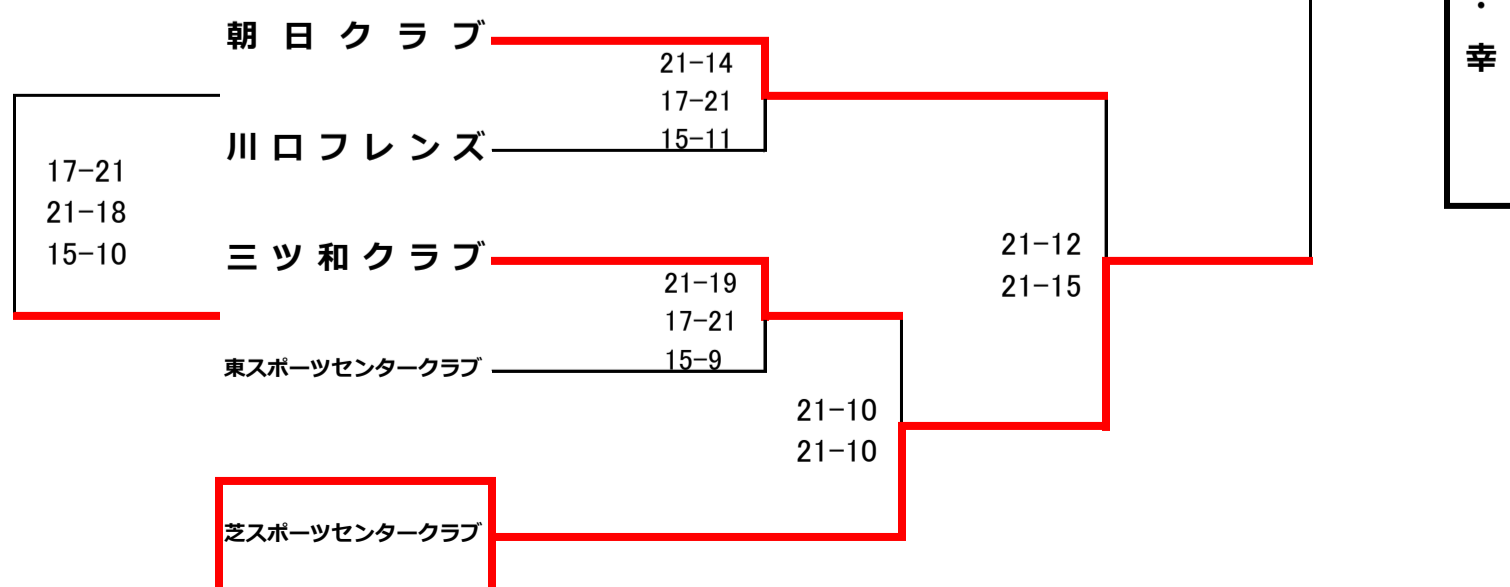 ・
幸
朝日クラブ
21-14
17-21
15-11
川口フレンズ
17-21
21-18
15-10
三ツ和クラブ
21-12
21-15
21-19
17-21
15-9
東スポーツセンタークラブ
21-10
21-10
芝スポーツセンタークラブ